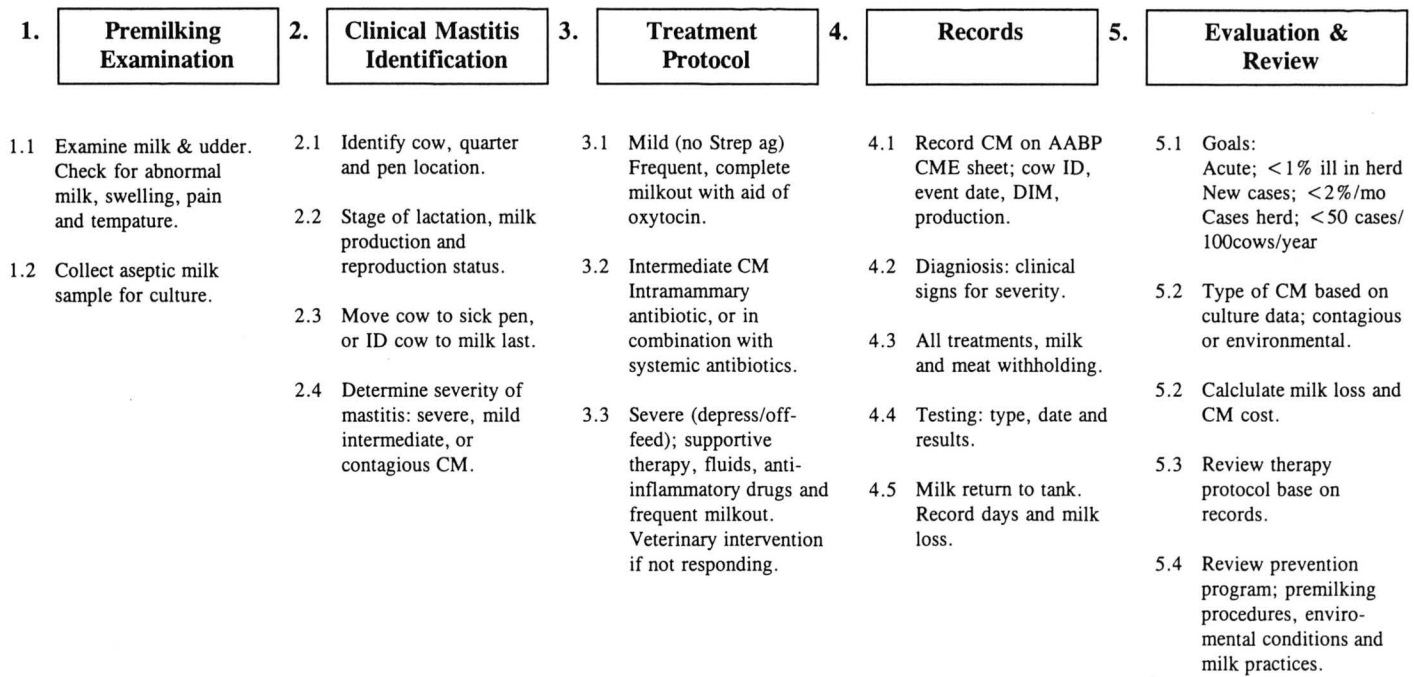 1.
Premilking
Examination
2.
Clinical Mastitis
Identification
3.
Treatment
Protocol
4.
Records
5.
Evaluation &
Review
1.1 Examine milk & udder.
Check for abnormal
milk, swelling, pain
and tempature.
1.2 Collect aseptic milk
sample for culture.
2.1 Identify cow, quarter
and pen location.
2.2 Stage of lactation, milk
production and
reproduction status.
2.3 Move cow to sick pen,
or ID cow to milk last.
2.4 Determine severity of
mastitis: severe, mild
intermediate, or
contagious CM.
3.1 Mild (no Strep ag)
Frequent, complete
milkout with aid of
oxytocin.
3.2 Intermediate CM
Intramammary
antibiotic, or in
combination with
systemic antibiotics.
3.3 Severe (depress/off-
feed); supportive
therapy, fluids, anti-
inflammatory drugs and
frequent milkout.
Veterinary intervention
if not responding.
4.1 Record CM on AABP
CME sheet; cow ID,
event date, DIM,
production.
4.2 Diagniosis: clinical
signs for severity.
4.3 All treatments, milk
and meat withholding.
4.4 Testing: type, date and
results.
4.5 Milk return to tank.
Record days and milk
loss.
5.1 Goals:
Acute; <1% ill in herd
New cases; <2%/mo
Cases herd; <50 cases/
100cows/year
5.2 Type of CM based on
culture data; contagious
or environmental.
5.2 Calclulate milk loss and
CM cost.
5.3 Review therapy
protocol base on
records.
5.4 Review prevention
program; premilking
procedures, enviro-
mental conditions and
milk practices.